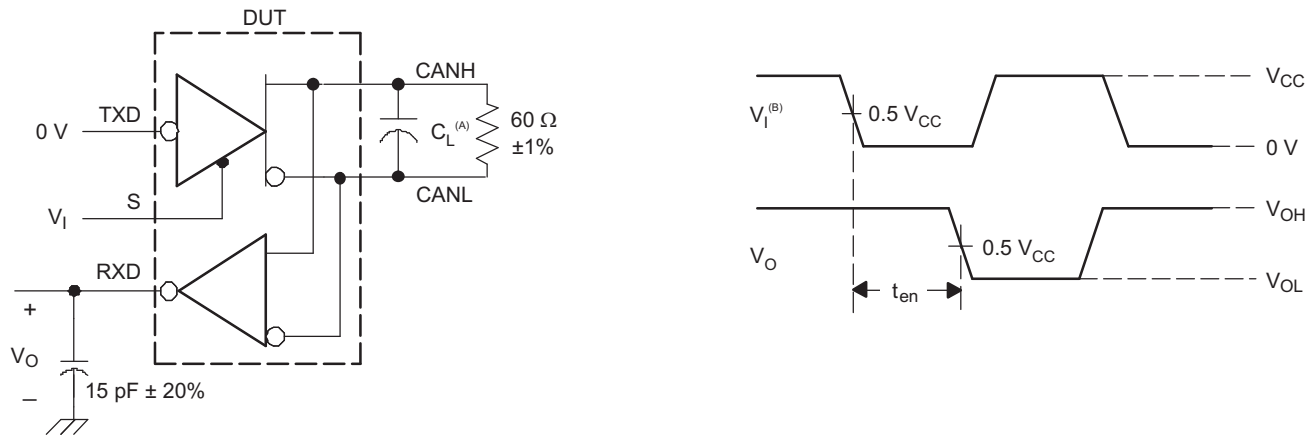 DUT
CANH
TXD
0 V
C_L^(A)
60 Ω
±1%
S
CANL
V_I
RXD
+
V_O
–
15 pF ± 20%
V_CC
V_I^(B)
0.5 V_CC
0 V
V_OH
0.5 V_CC
V_O
V_OL
t_en